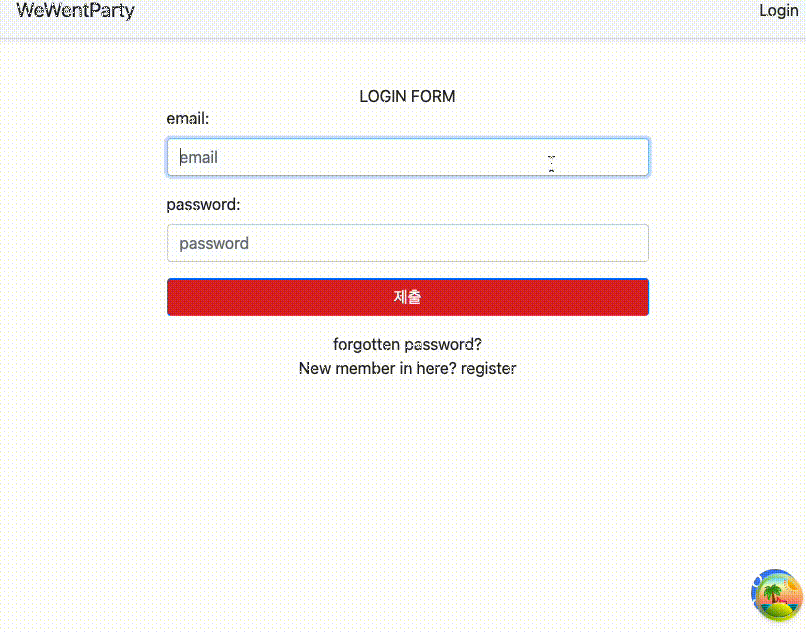 WeWentParty
Login
LOGIN FORM
email:
email
password:
password
제출
forgotten password?
New member in here? register